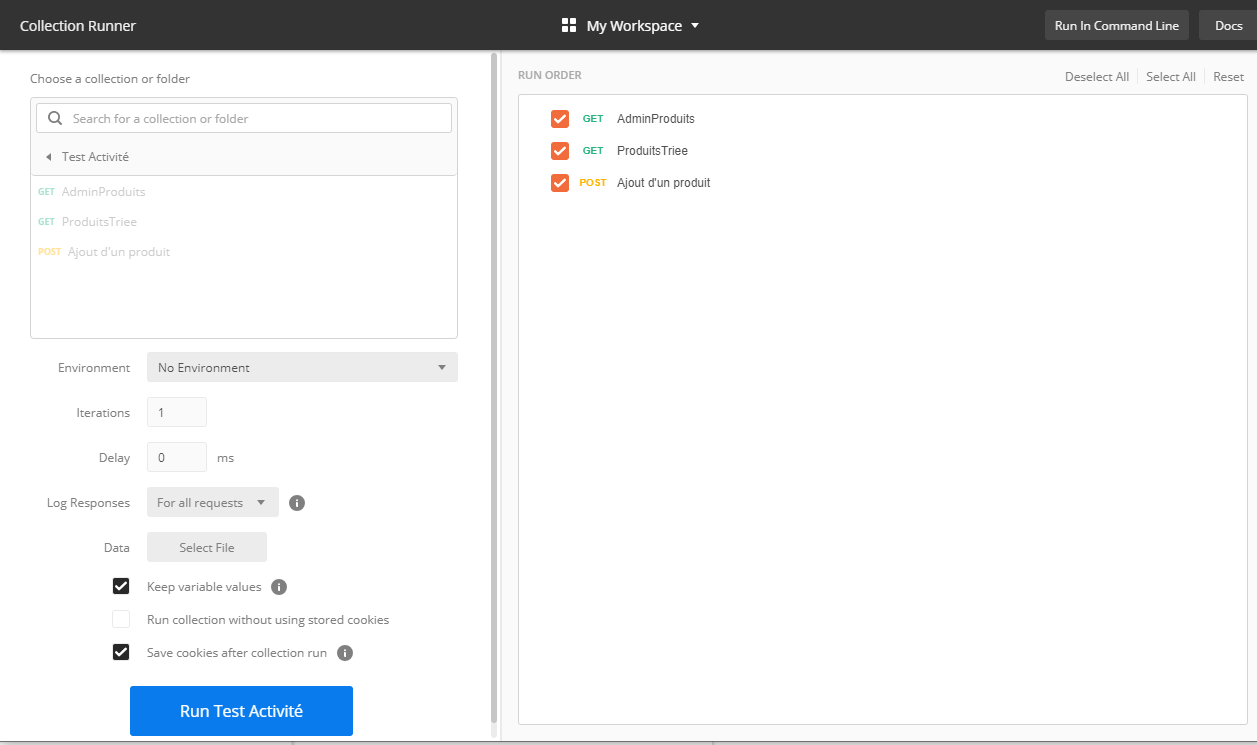 Collection Runner
My Workspace
Run In Command Line
Docs
Choose a collection or folder
Search for a collection or folder
Test Activité
GET AdminProduits
GET ProduitsTriee
POST Ajout d'un produit
Environment No Environment
Iterations 1
Delay 0 ms
Log Responses For all requests
Data Select File
Keep variable values
Run collection without using stored cookies
Save cookies after collection run
Run Test Activité
RUN ORDER
Deselect All Select All Reset
GET AdminProduits
GET ProduitsTriee
POST Ajout d'un produit